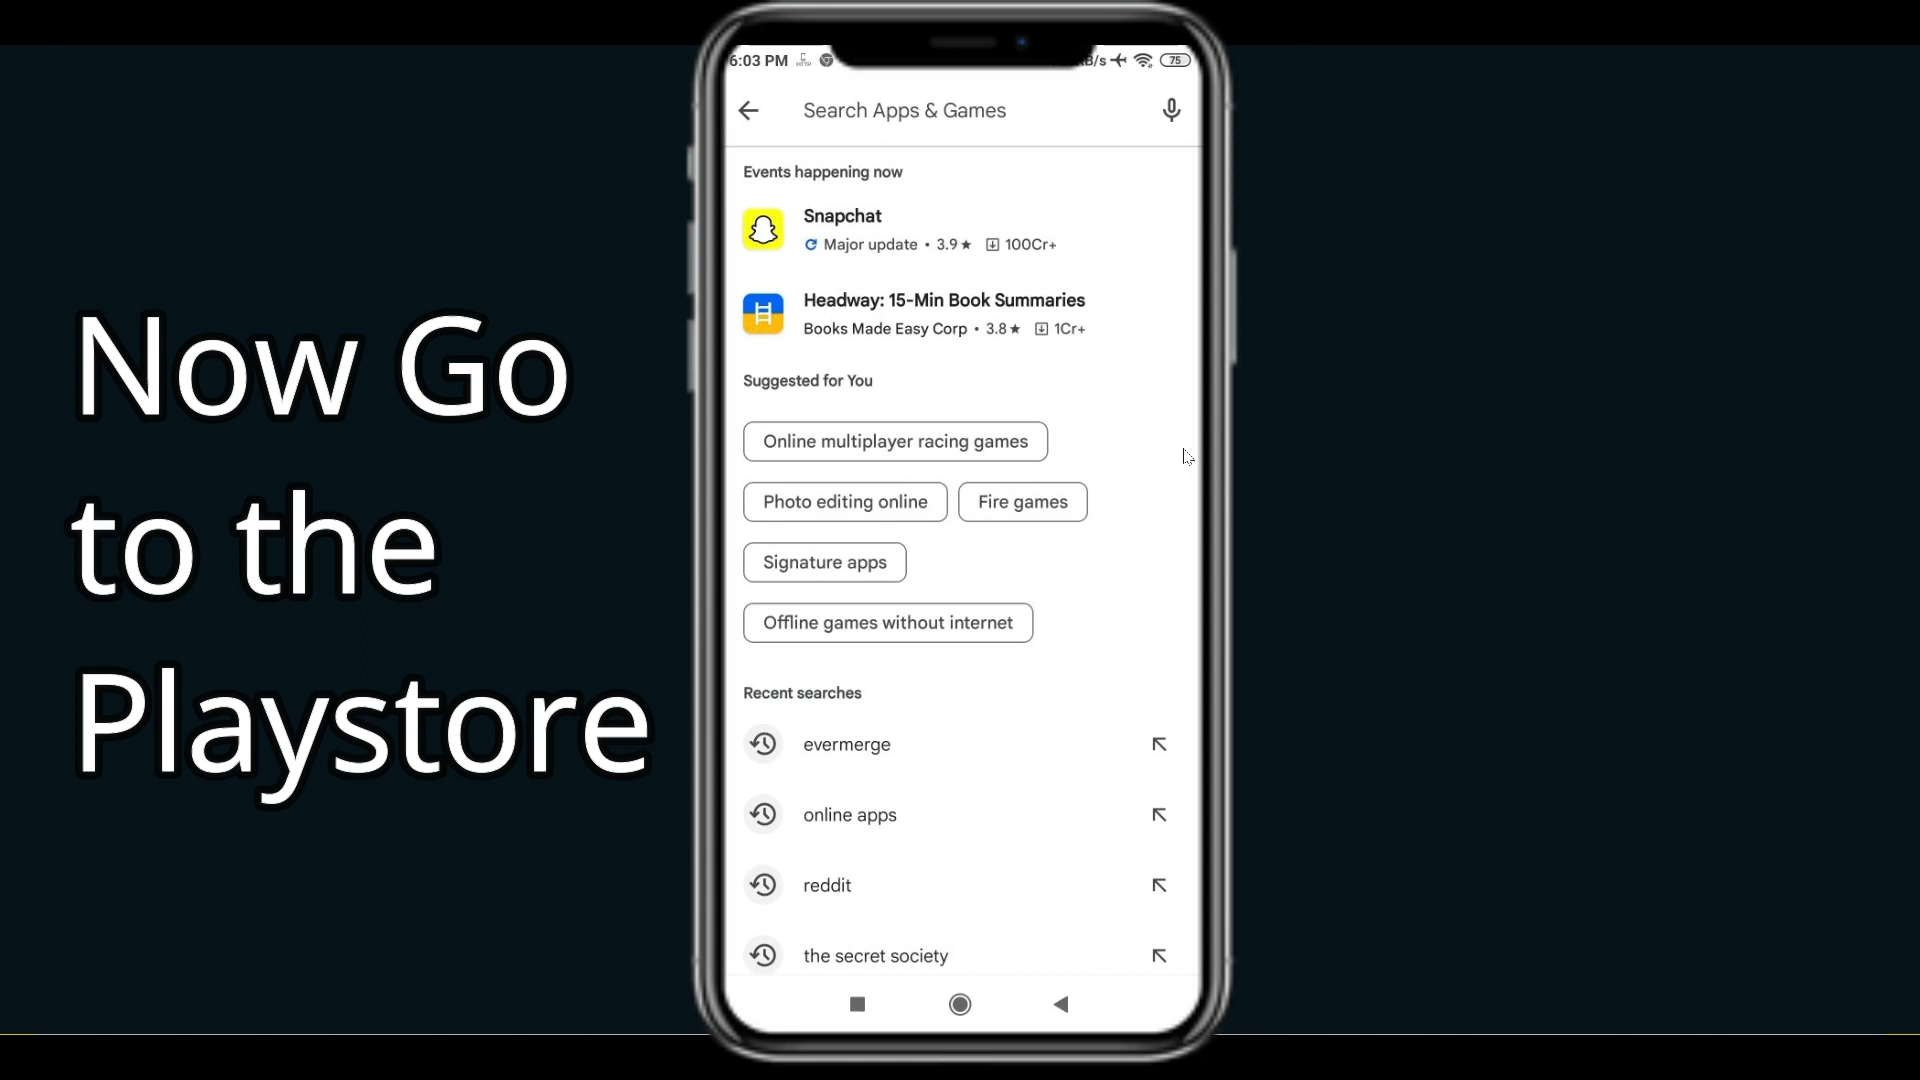 Now Go
to the
Playstore
6:03 PM
B/s
75
Search Apps & Games
Events happening now
Snapchat
Major update • 3.9★ 100Cr+
Headway: 15-Min Book Summaries
Books Made Easy Corp • 3.8★ 1Cr+
Suggested for You
Online multiplayer racing games
Photo editing online
Fire games
Signature apps
Offline games without internet
Recent searches
evermerge
online apps
reddit
the secret society